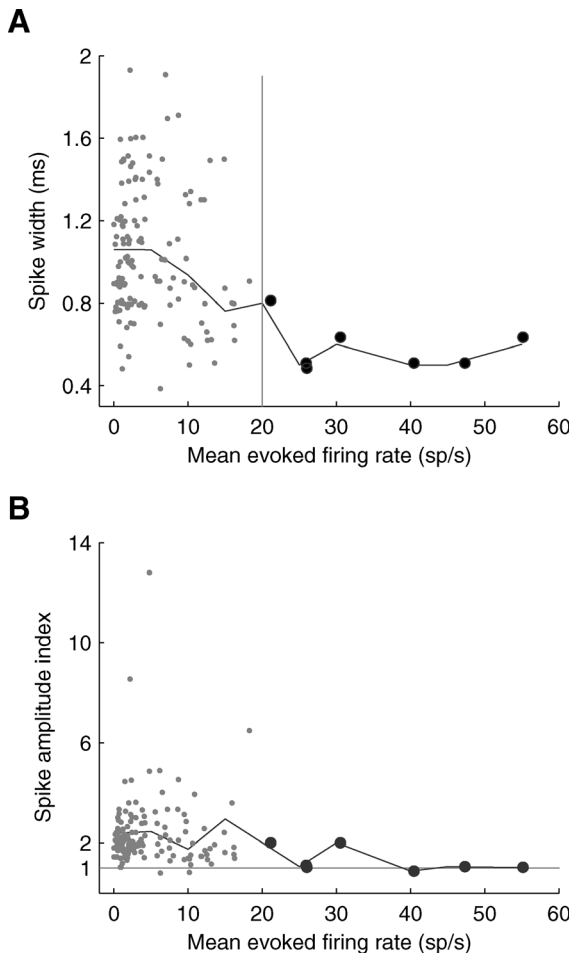 A
2
1.6
1.2
0.8
0.4
Spike width (ms)
0 10 20 30 40 50 60
Mean evoked firing rate (sp/s)
B
14
10
6
2
1
Spike amplitude index
0 10 20 30 40 50 60
Mean evoked firing rate (sp/s)